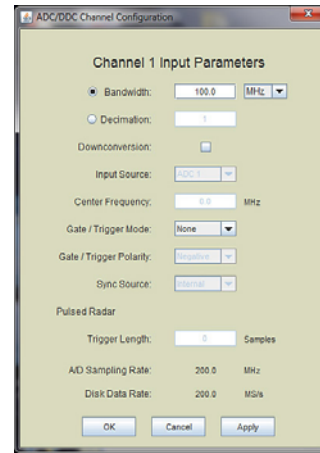 ADC/DDC Channel Configuration
Channel 1 Input Parameters
Bandwidth: 100.0 MHz
Decimation: 1
Downconversion:
Input Source: ADC 1
Center Frequency: 0.0 MHz
Gate / Trigger Mode: None
Gate / Trigger Polarity: Negative
Sync Source: Internal
Pulsed Radar
Trigger Length: 0 Samples
A/D Sampling Rate: 200.0 MHz
Disk Data Rate: 200.0 MS/s
OK Cancel Apply